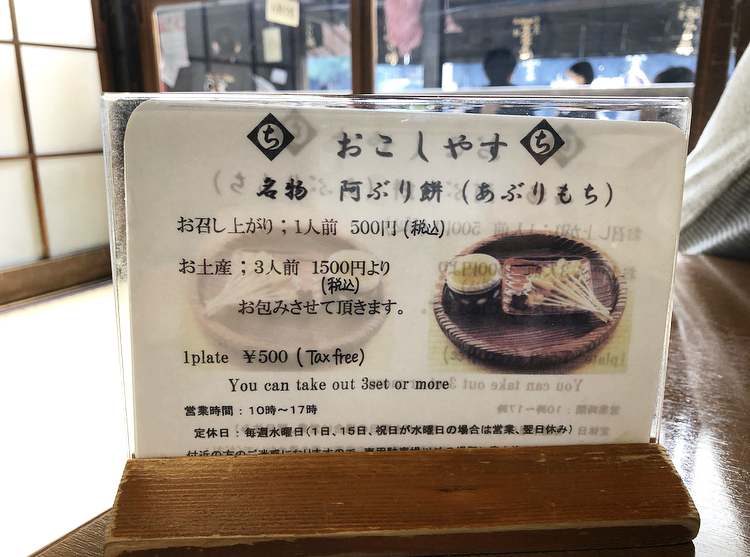 ち おこしやす ち
名物 阿ぶり餅(あぶりもち)
お召し上がり;1人前 500円(税込)
お土産;3人前 1500円より
(税込)
お包みさせて頂きます。
1plate ¥500 (Tax free)
You can take out 3set or more
営業時間:10時~17時
定休日:毎週水曜日(1日、15日、祝日が水曜日の場合は営業、翌日休み)